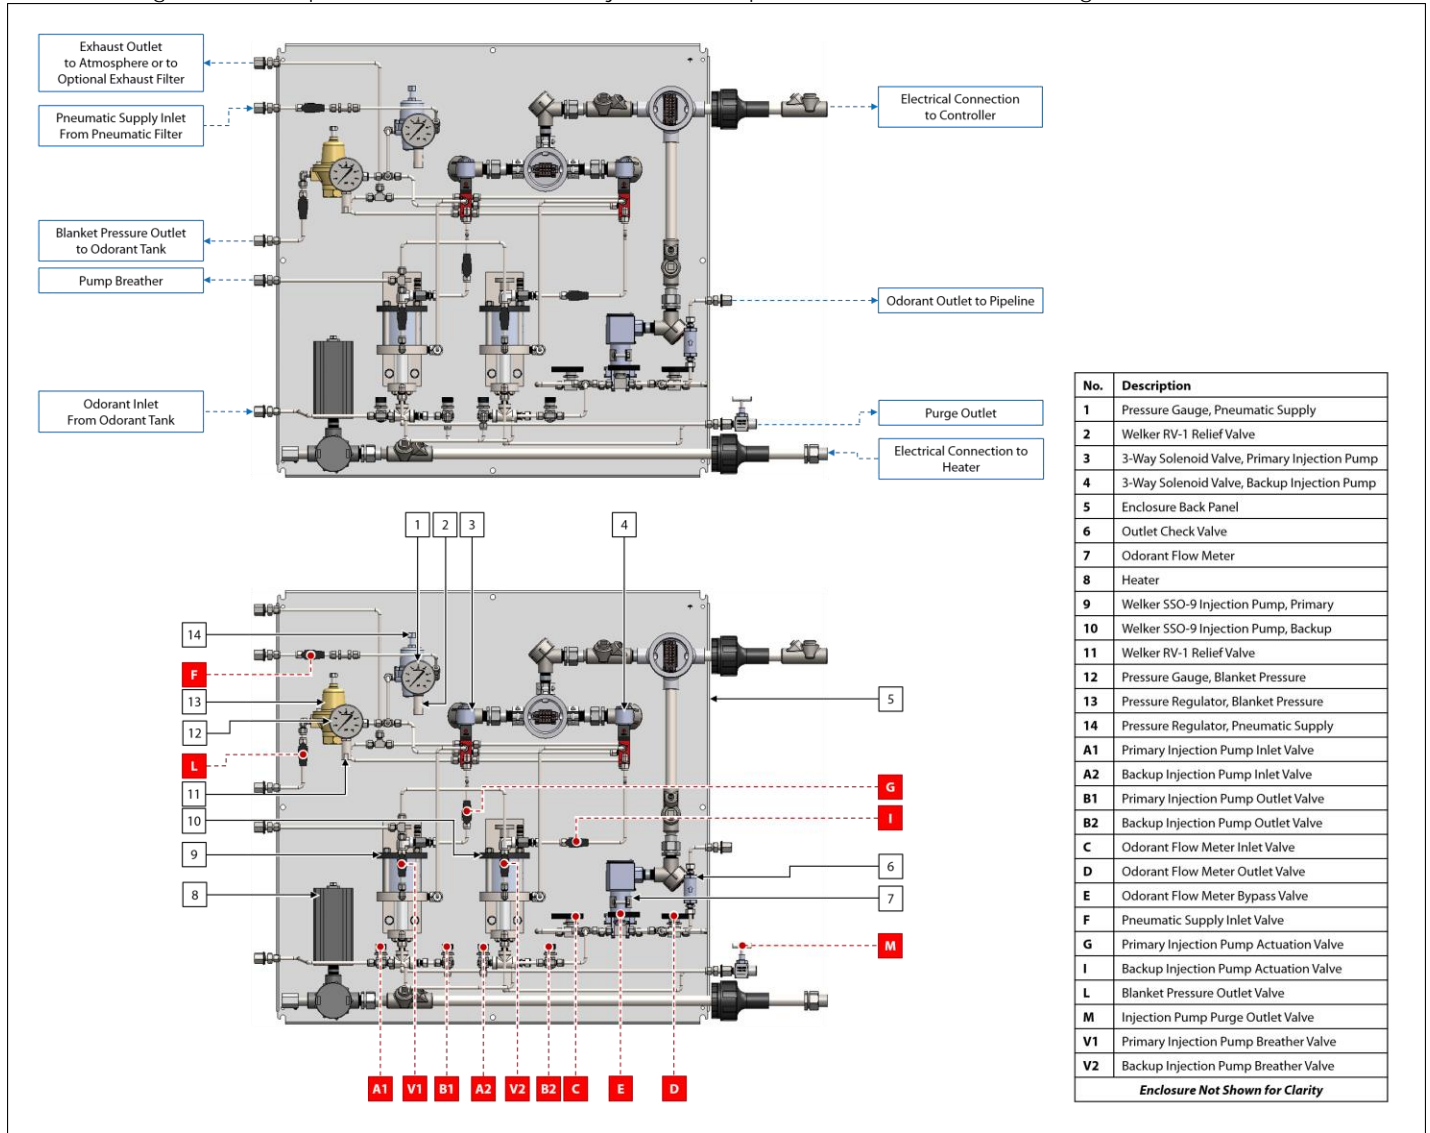 Exhaust Outlet
to Atmosphere or to
Optional Exhaust Filter
Pneumatic Supply Inlet
From Pneumatic Filter
Blanket Pressure Outlet
to Odorant Tank
Pump Breather
Odorant Inlet
From Odorant Tank
Electrical Connection
to Controller
Odorant Outlet to Pipeline
Purge Outlet
Electrical Connection to
Heater
1
2
3
4
14
F
13
12
L
11
10
9
8
5
G
I
6
7
M
A1
V1
B1
A2
V2
B2
C
E
D
No. Description
1 Pressure Gauge, Pneumatic Supply
2 Welker RV-1 Relief Valve
3 3-Way Solenoid Valve, Primary Injection Pump
4 3-Way Solenoid Valve, Backup Injection Pump
5 Enclosure Back Panel
6 Outlet Check Valve
7 Odorant Flow Meter
8 Heater
9 Welker SSO-9 Injection Pump, Primary
10 Welker SSO-9 Injection Pump, Backup
11 Welker RV-1 Relief Valve
12 Pressure Gauge, Blanket Pressure
13 Pressure Regulator, Blanket Pressure
14 Pressure Regulator, Pneumatic Supply
A1 Primary Injection Pump Inlet Valve
A2 Backup Injection Pump Inlet Valve
B1 Primary Injection Pump Outlet Valve
B2 Backup Injection Pump Outlet Valve
C Odorant Flow Meter Inlet Valve
D Odorant Flow Meter Outlet Valve
E Odorant Flow Meter Bypass Valve
F Pneumatic Supply Inlet Valve
G Primary Injection Pump Actuation Valve
I Backup Injection Pump Actuation Valve
L Blanket Pressure Outlet Valve
M Injection Pump Purge Outlet Valve
V1 Primary Injection Pump Breather Valve
V2 Backup Injection Pump Breather Valve
Enclosure Not Shown for Clarity